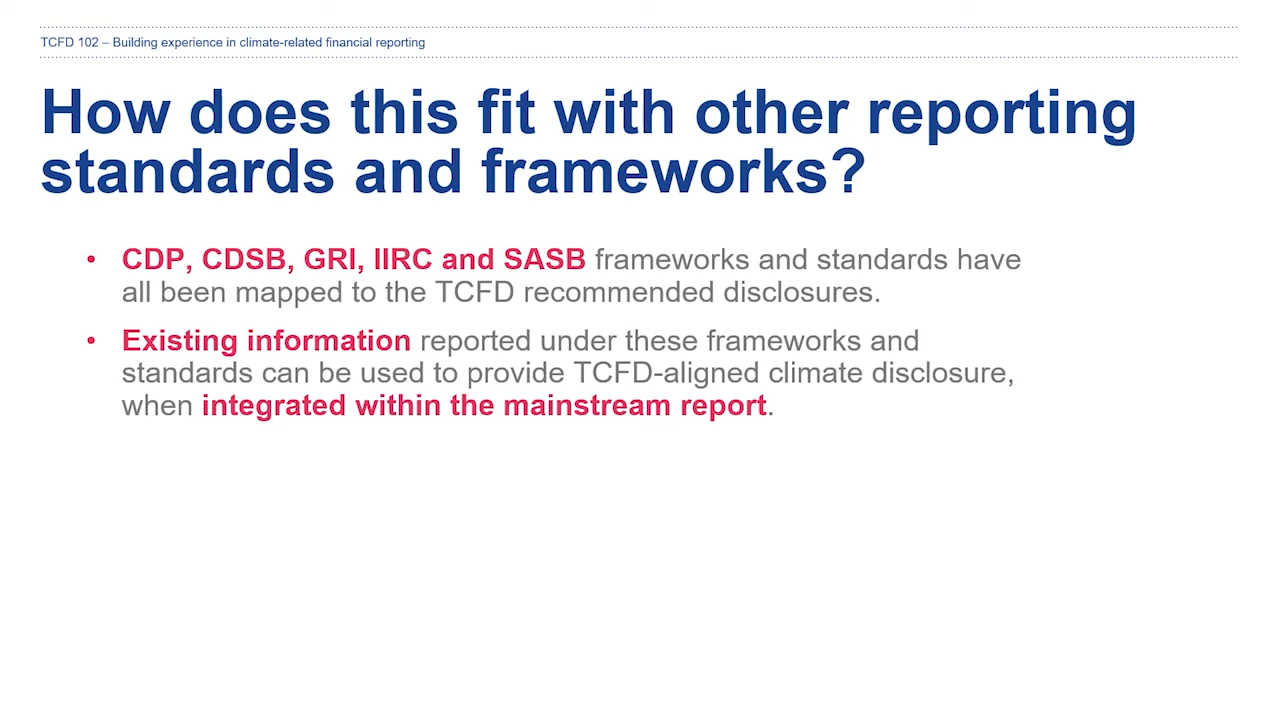 TCFD 102 – Building experience in climate-related financial reporting
How does this fit with other reporting
standards and frameworks?
• CDP, CDSB, GRI, IIRC and SASB frameworks and standards have
all been mapped to the TCFD recommended disclosures.
• Existing information reported under these frameworks and
standards can be used to provide TCFD-aligned climate disclosure,
when integrated within the mainstream report.